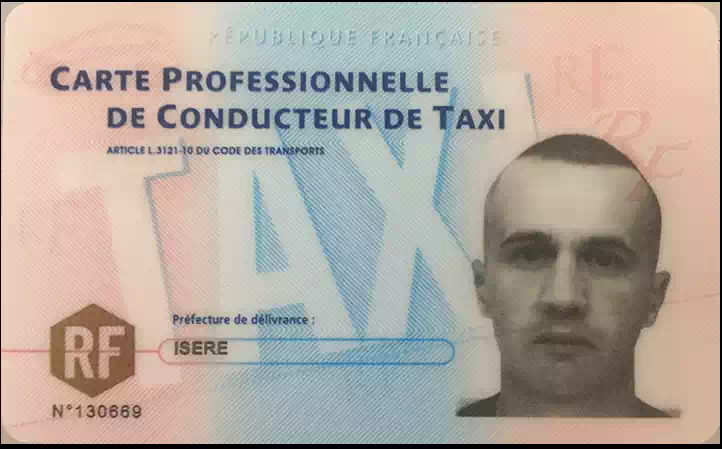 RÉPUBLIQUE FRANÇAISE
CARTE PROFESSIONNELLE
DE CONDUCTEUR DE TAXI
ARTICLE L.3121-10 DU CODE DES TRANSPORTS
TAXI
RF
RF
Préfecture de délivrance :
ISERE
RF
N°130669